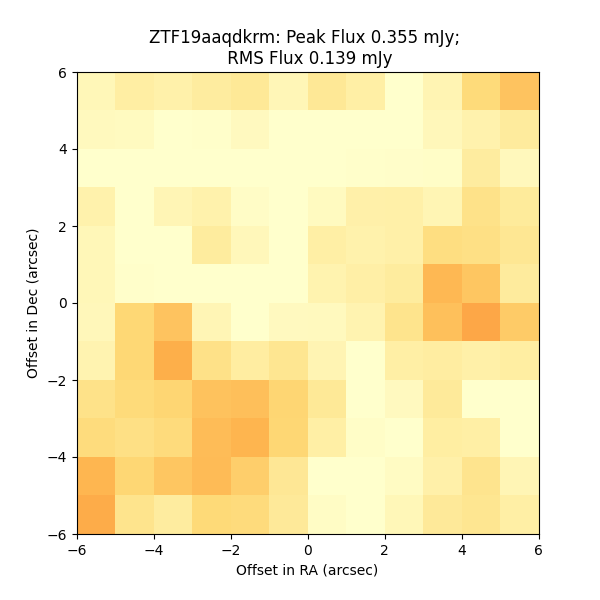 ZTF19aaqdkrm: Peak Flux 0.355 mJy;
RMS Flux 0.139 mJy
6
4
2
0
−2
−4
−6
Offset in Dec (arcsec)
−6 −4 −2 0 2 4 6
Offset in RA (arcsec)